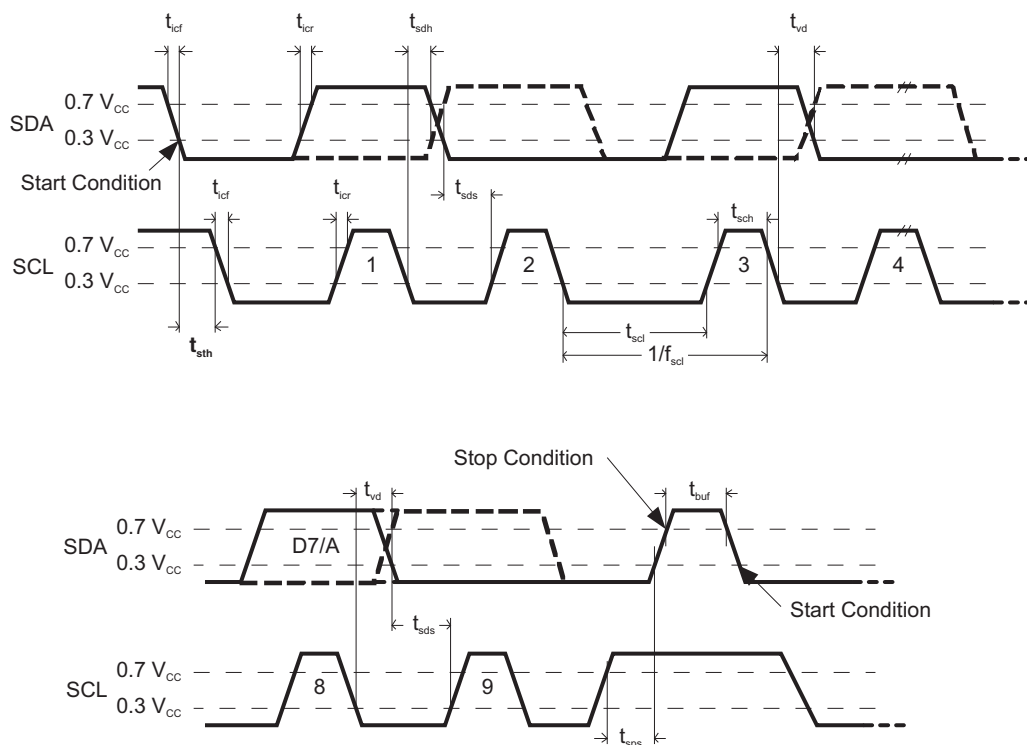 t_icf t_icr t_sdh t_vd
0.7 V_CC
SDA
0.3 V_CC
Start Condition
t_icf t_icr t_sds t_sch
0.7 V_CC
SCL 1 2 3 4
0.3 V_CC
t_sth t_scl
1/f_scl
Stop Condition
t_vd t_buf
0.7 V_CC
SDA D7/A
0.3 V_CC
Start Condition
t_sds
0.7 V_CC
SCL 8 9
0.3 V_CC
t_sps